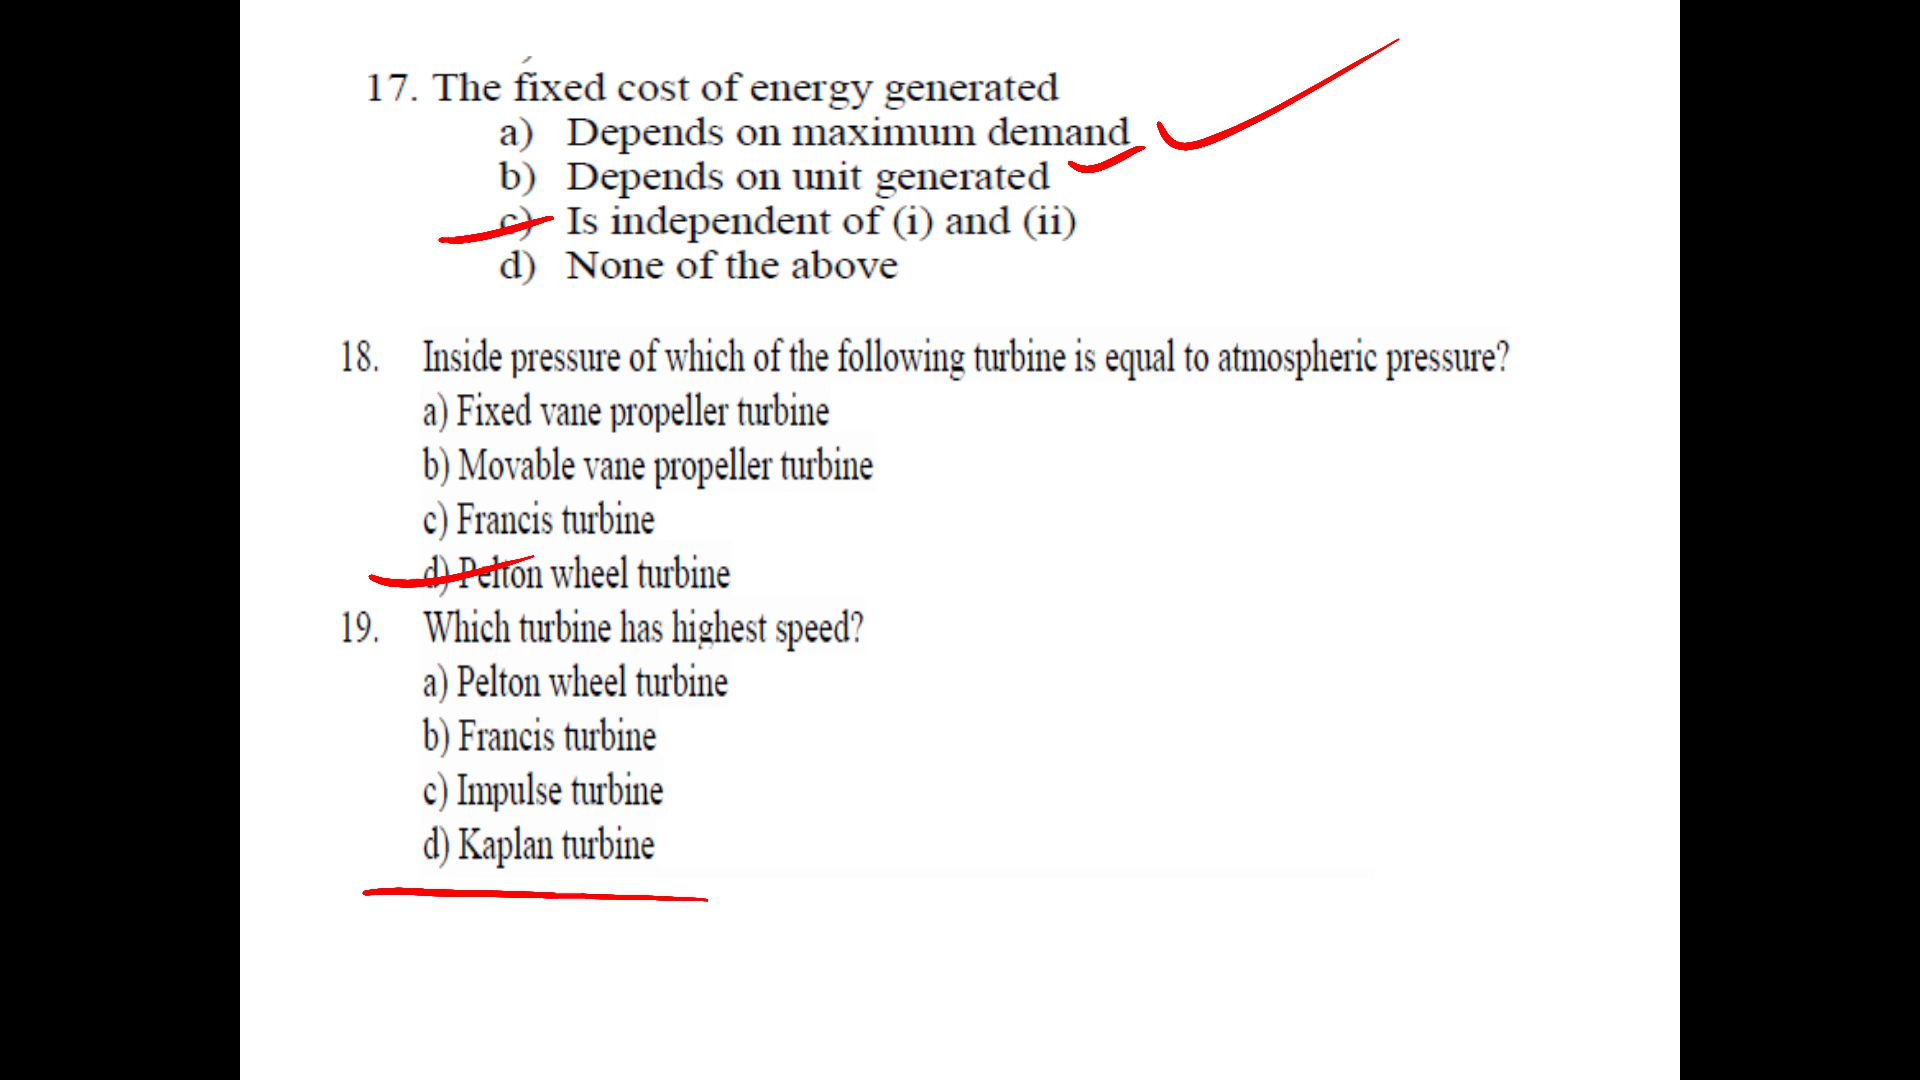 17. The fixed cost of energy generated
a) Depends on maximum demand
b) Depends on unit generated
c) Is independent of (i) and (ii)
d) None of the above
18. Inside pressure of which of the following turbine is equal to atmospheric pressure?
a) Fixed vane propeller turbine
b) Movable vane propeller turbine
c) Francis turbine
d) Pelton wheel turbine
19. Which turbine has highest speed?
a) Pelton wheel turbine
b) Francis turbine
c) Impulse turbine
d) Kaplan turbine